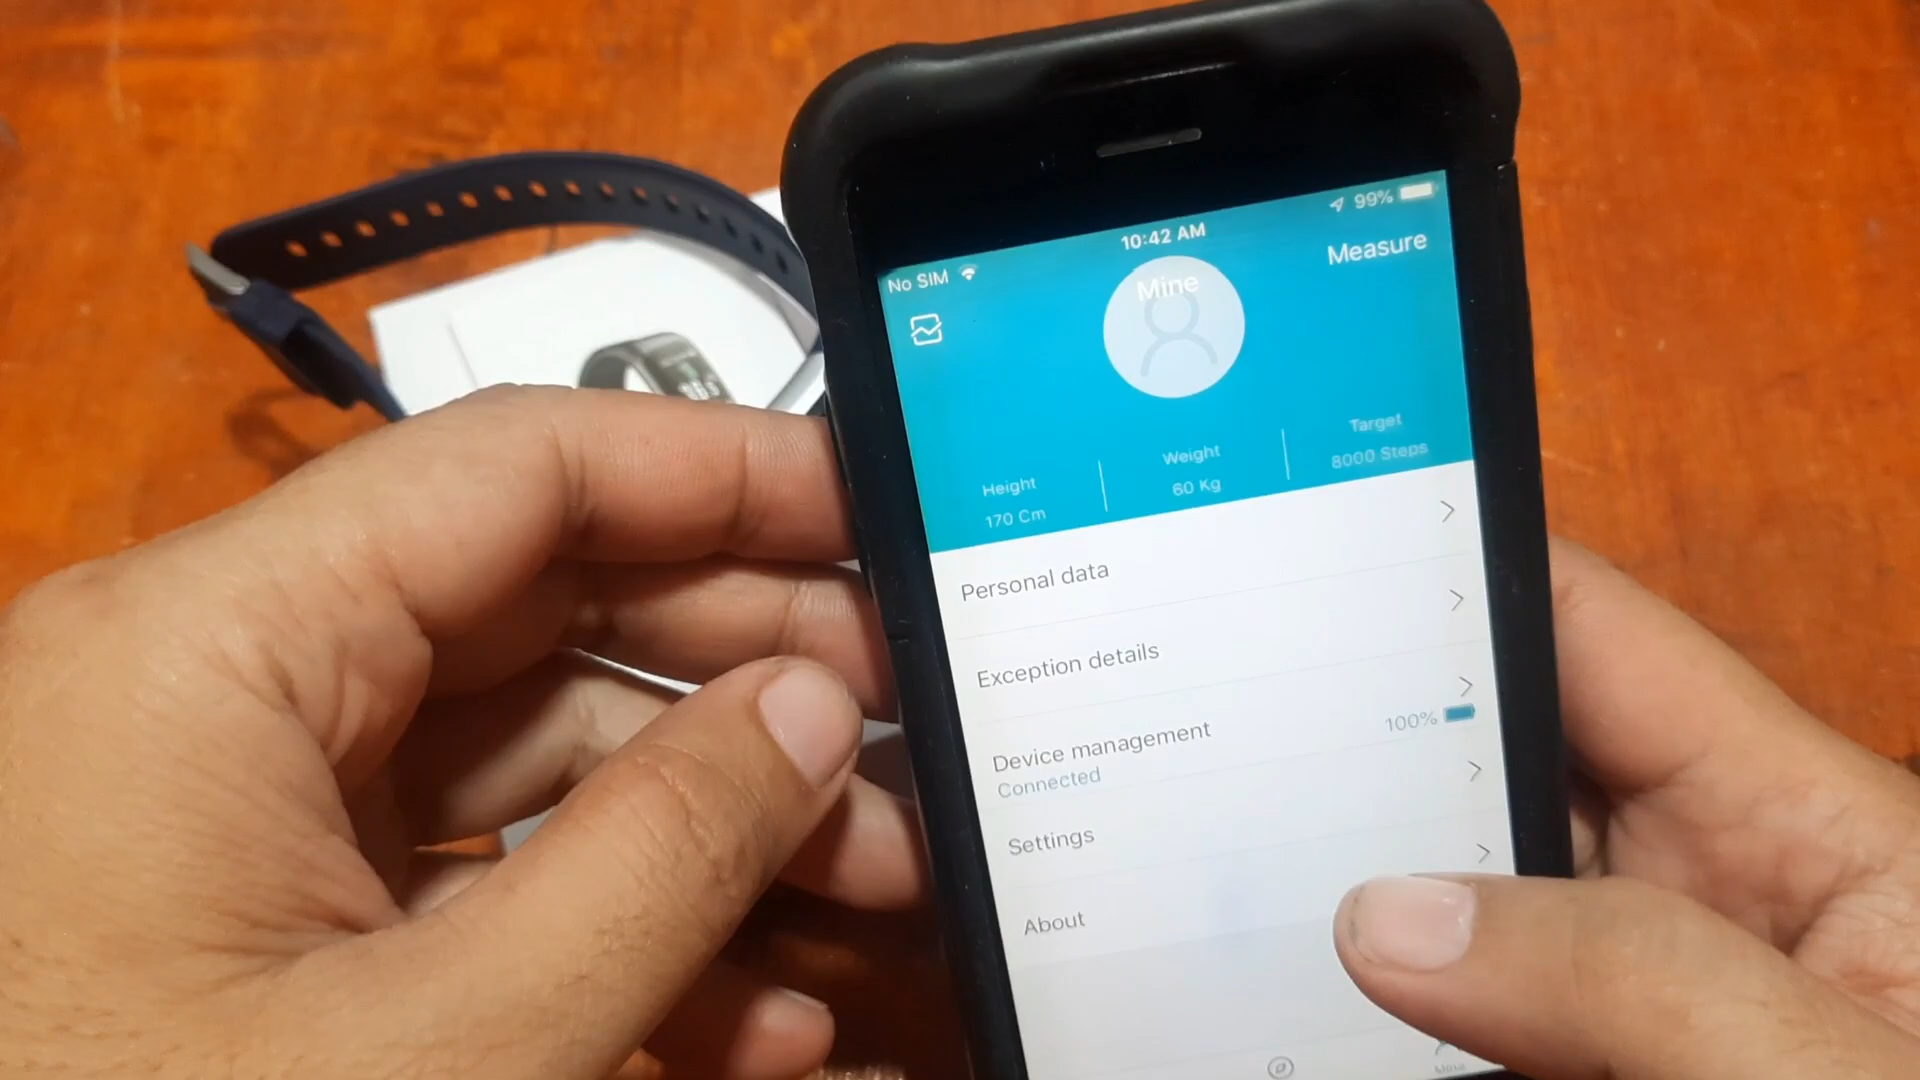 No SIM
10:42 AM
99%
Mine
Measure
Height
170 Cm
Weight
60 Kg
Target
8000 Steps
Personal data
Exception details
Device management
Connected
100%
Settings
About